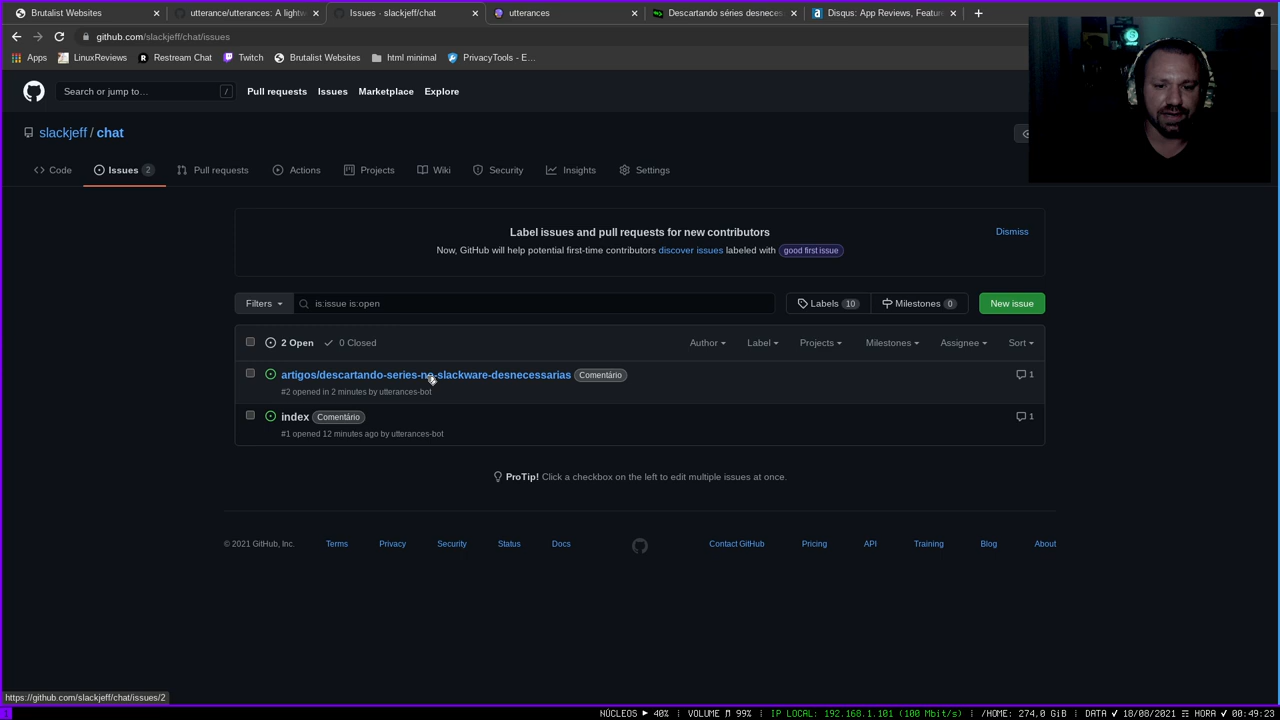 Brutalist Websites
utterance/utterances: A lightw
Issues · slackjeff/chat
utterances
Descartando séries desneces
Disqus: App Reviews, Featur
github.com/slackjeff/chat/issues
Apps
LinuxReviews
Restream Chat
Twitch
Brutalist Websites
html minimal
PrivacyTools - E…
Search or jump to…
/
Pull requests
Issues
Marketplace
Explore
slackjeff / chat
Code
Issues 2
Pull requests
Actions
Projects
Wiki
Security
Insights
Settings
Label issues and pull requests for new contributors
Dismiss
Now, GitHub will help potential first-time contributors discover issues labeled with good first issue
Filters
is:issue is:open
Labels 10
Milestones 0
New issue
2 Open
0 Closed
Author
Label
Projects
Milestones
Assignee
Sort
artigos/descartando-series-no-slackware-desnecessarias Comentário
1
#2 opened in 2 minutes by utterances-bot
index Comentário
1
#1 opened 12 minutes ago by utterances-bot
ProTip! Click a checkbox on the left to edit multiple issues at once.
© 2021 GitHub, Inc.
Terms
Privacy
Security
Status
Docs
Contact GitHub
Pricing
API
Training
Blog
About
https://github.com/slackjeff/chat/issues/2
1
NÚCLEOS ► 40% ⁝ VOLUME 99% ⁝ IP LOCAL: 192.168.1.101 (100 Mbit/s) ⁝ /HOME: 274,0 GiB ⁝ DATA ✓ 18/08/2021 HORA ✓ 00:49:23